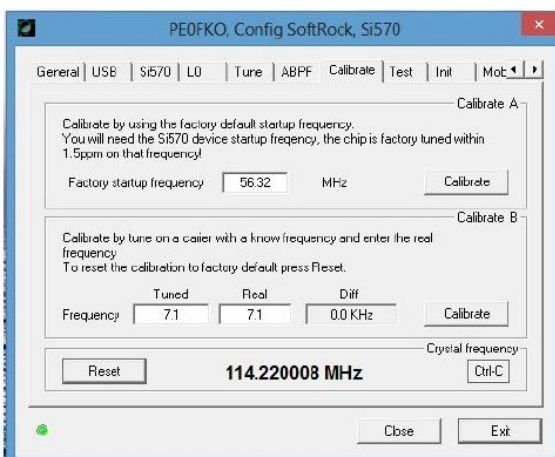 PE0FKO, Config SoftRock, Si570
General USB Si570 LO Tune ABPF Calibrate Test Init Mob
Calibrate A
Calibrate by using the factory default startup frequency.
You will need the Si570 device startup freqency, the chip is factory tuned within
1.5ppm on that frequency!
Factory startup frequency 56.32 MHz Calibrate
Calibrate B
Calibrate by tune on a carier with a know frequency and enter the real
frequency
To reset the calibration to factory default press Reset.
Tuned Real Diff
Frequency 7.1 7.1 0.0 KHz Calibrate
Crystal frequency
Reset 114.220008 MHz Ctrl-C
Close Exit